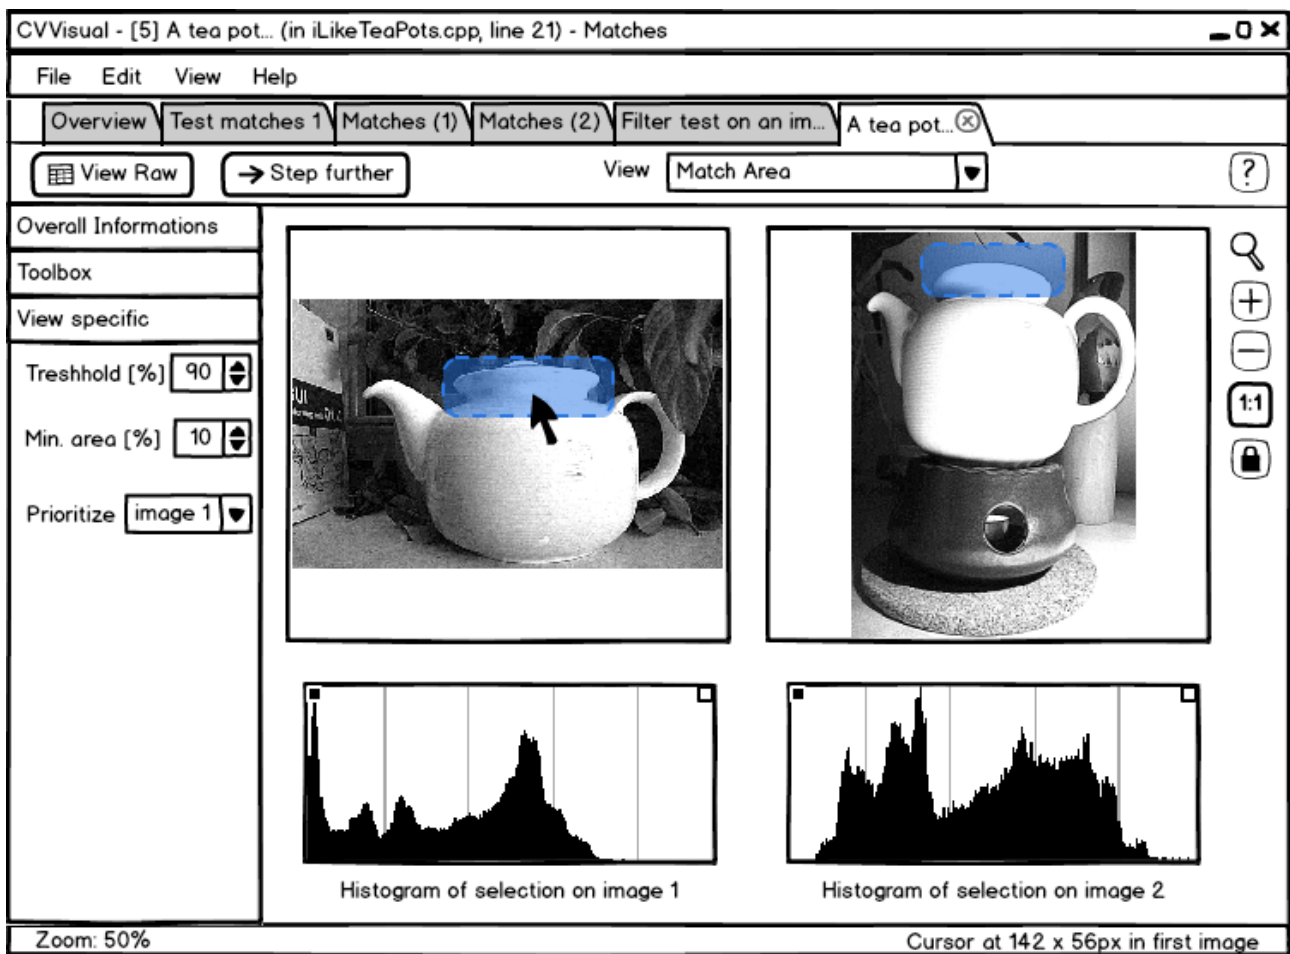 CVVisual - [5] A tea pot... (in iLikeTeaPots.cpp, line 21) - Matches
File Edit View Help
Overview Test matches 1 Matches (1) Matches (2) Filter test on an im... A tea pot...
View Raw Step further View Match Area ?
Overall Informations
Toolbox
View specific
Treshhold [%] 90
Min. area [%] 10
Prioritize image 1
1:1
Histogram of selection on image 1 Histogram of selection on image 2
Zoom: 50% Cursor at 142 x 56px in first image